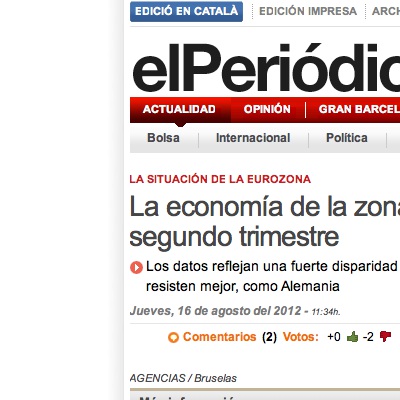 EDICIÓ EN CATALÀ EDICIÓN IMPRESA
elPeriódic
ACTUALIDAD OPINIÓN GRAN BARCEL
Bolsa Internacional Política
LA SITUACIÓN DE LA EUROZONA
La economía de la zona
segundo trimestre
Los datos reflejan una fuerte disparidad
resisten mejor, como Alemania
Jueves, 16 de agosto del 2012 - 11:34h.
Comentarios (2) Votos: +0 -2
AGENCIAS / Bruselas